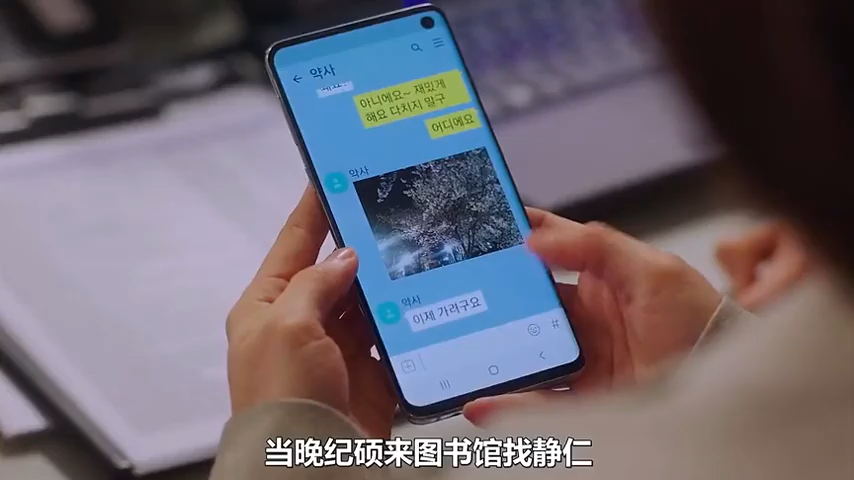 약사
아니에요~ 재밌게
해요 다치지 말구
어디에요
약사
약사
이제 가려구요
当晚纪硕来图书馆找静仁